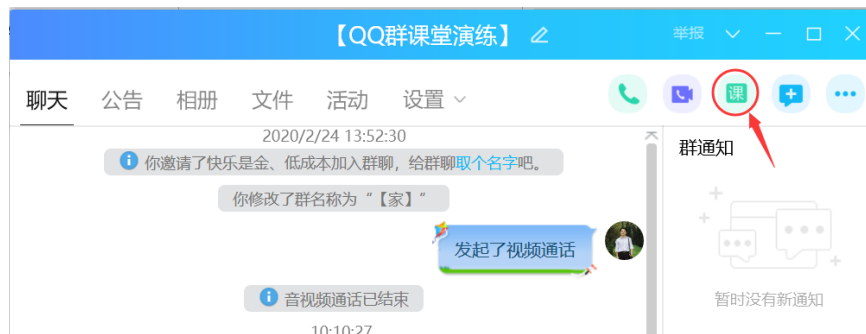 【QQ群课堂演练】 举报
聊天 公告 相册 文件 活动 设置 课
2020/2/24 13:52:30
群通知
你邀请了快乐是金、低成本加入群聊，给群聊取个名字吧。
你修改了群名称为“【家】“
发起了视频通话
音视频通话已结束
暂时没有新通知
10:10:27